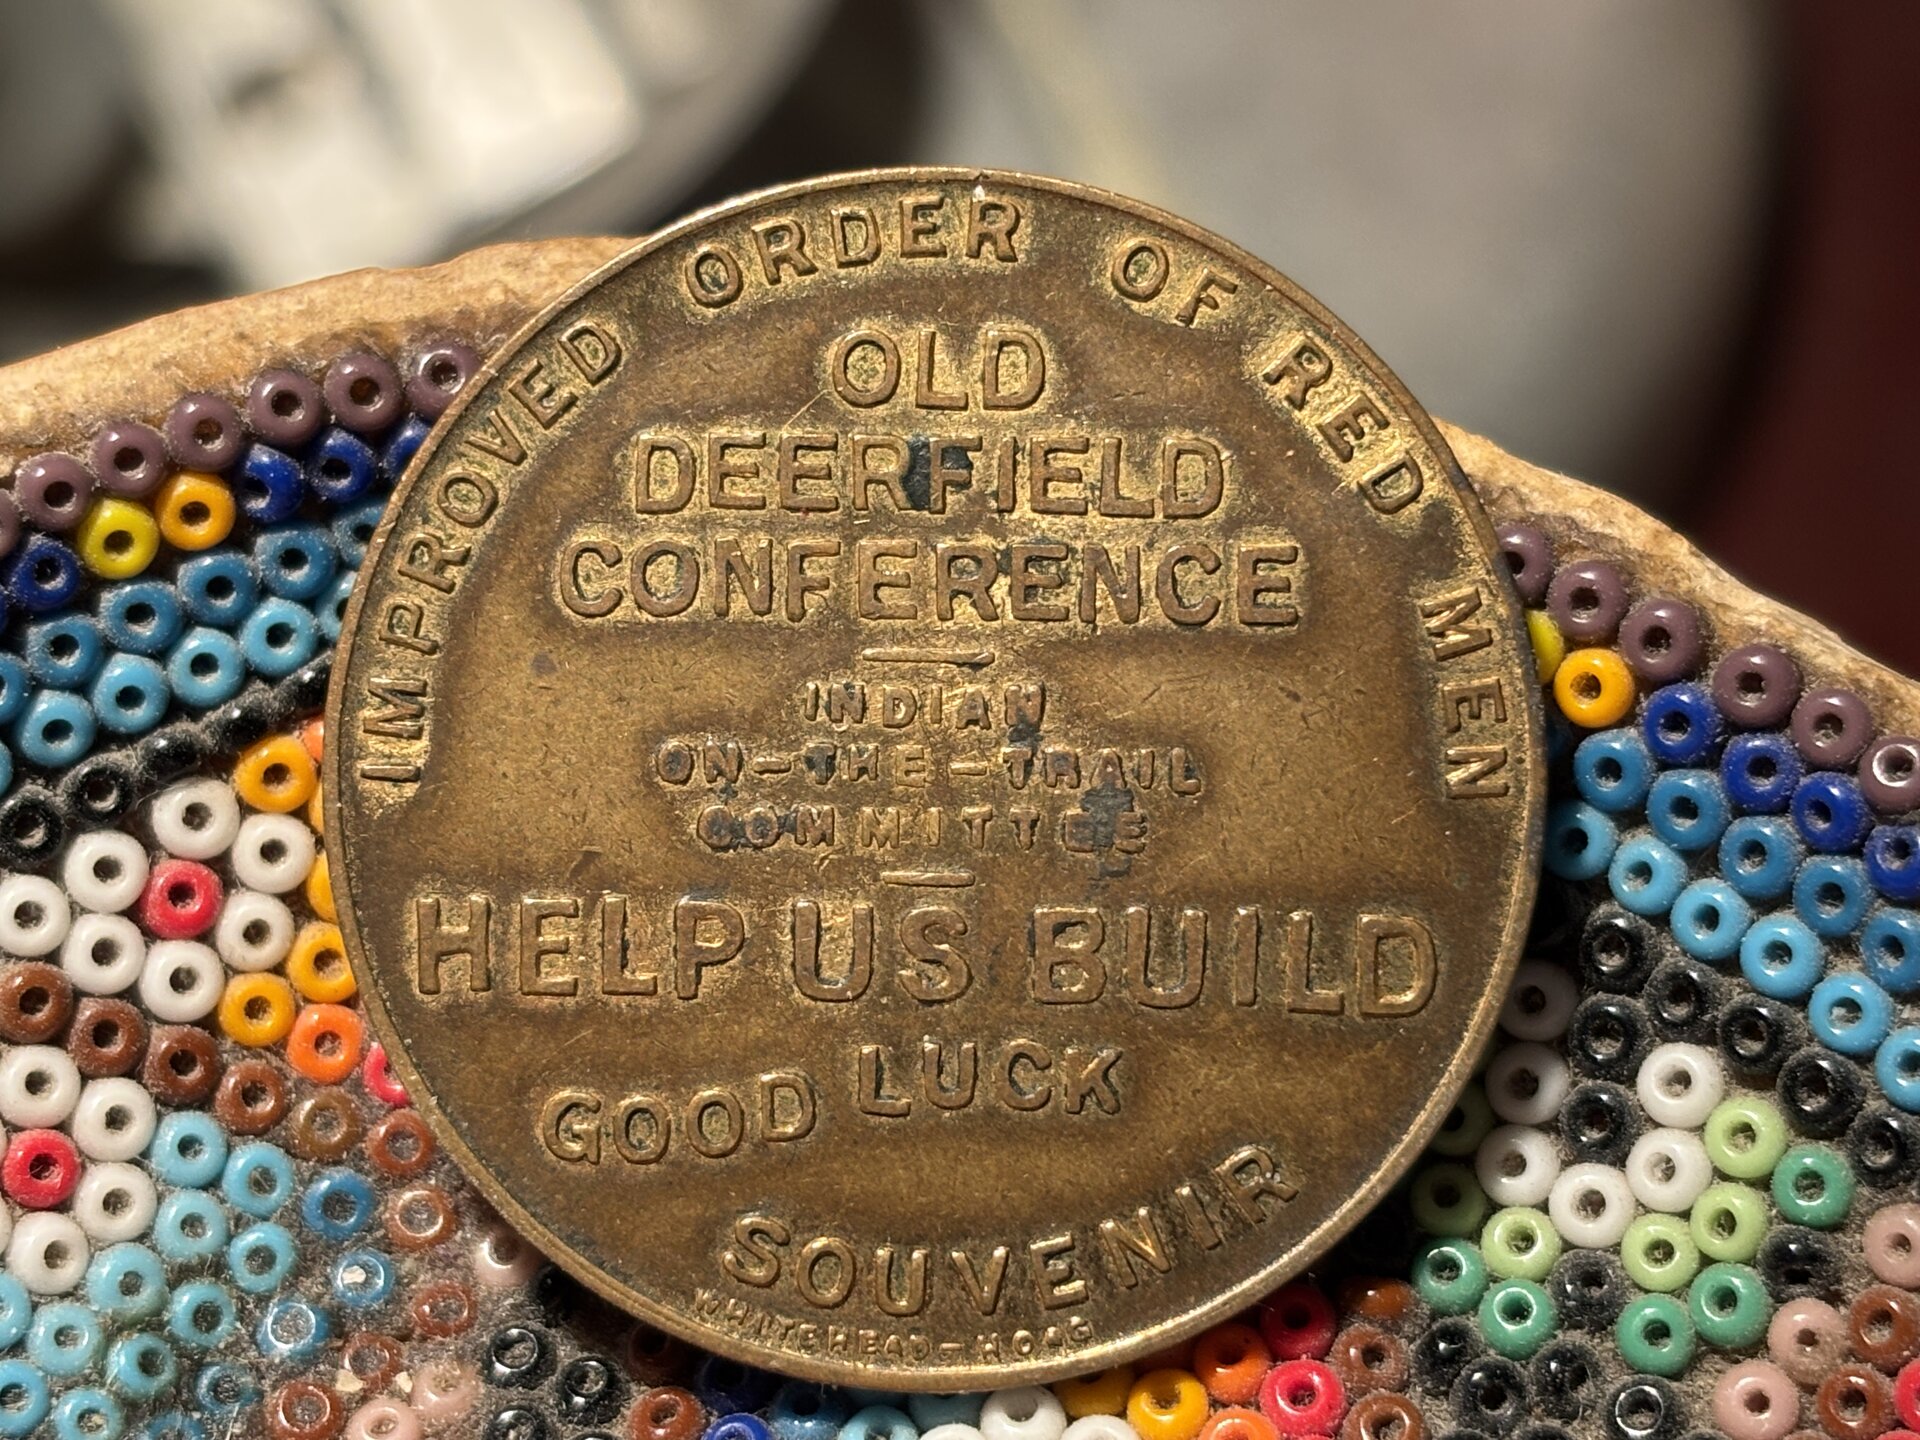 IMPROVED ORDER OF RED MEN
OLD
DEERFIELD
CONFERENCE
INDIAN
ON-THE-TRAIL
COMMITTEE
HELP US BUILD
GOOD LUCK
SOUVENIR
WHITEHEAD-HOAG